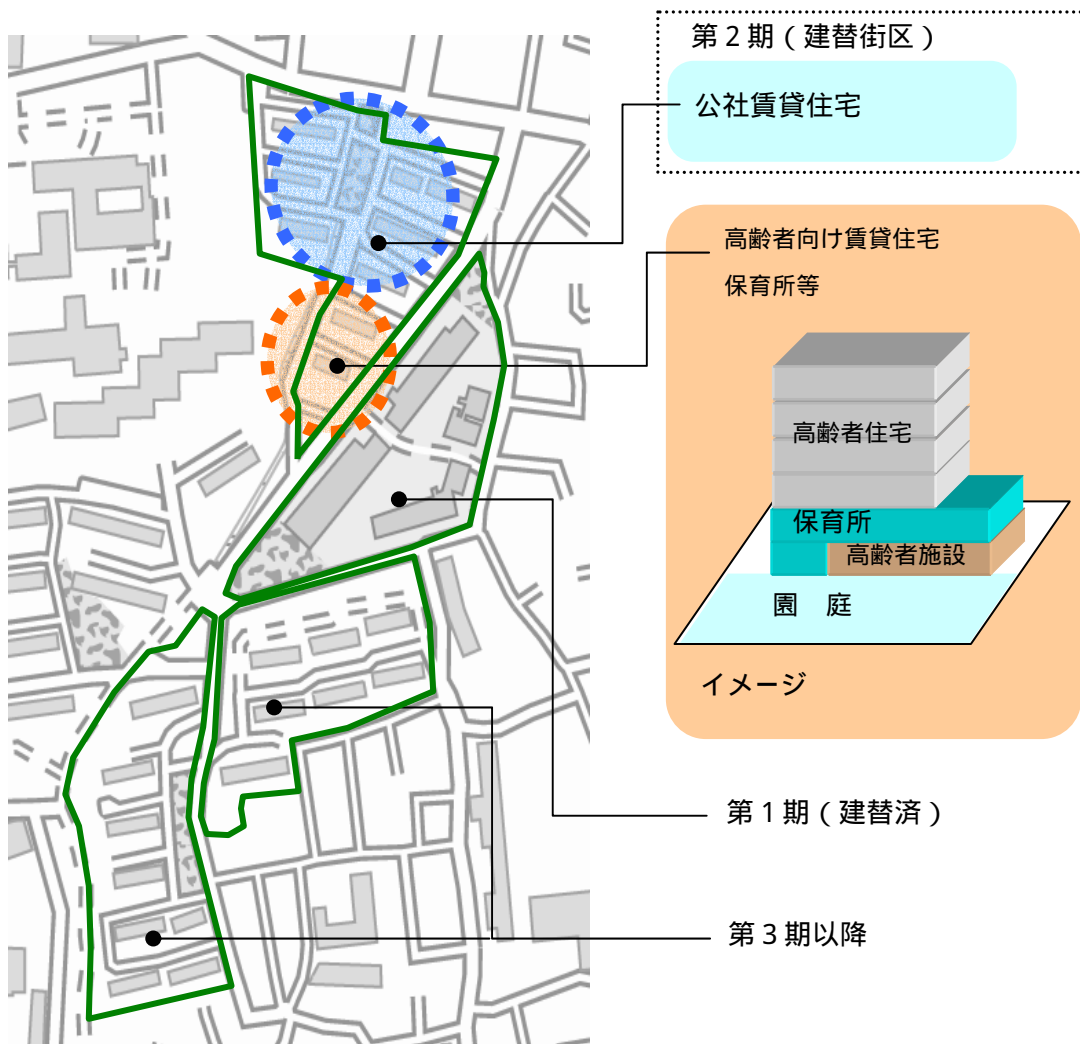 第２期（建替街区）
公社賃貸住宅
高齢者向け賃貸住宅
保育所等
高齢者住宅
保育所
高齢者施設
園　庭
イメージ
第１期（建替済）
第３期以降